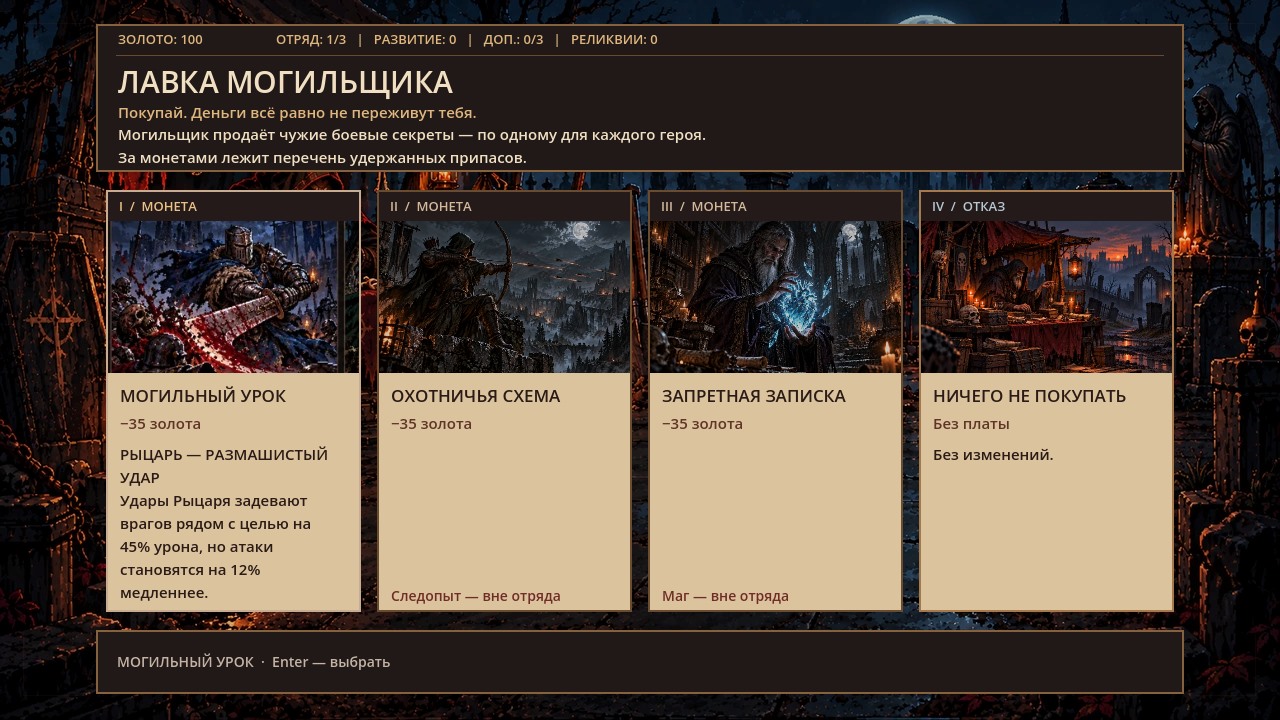 ЗОЛОТО: 100 ОТРЯД: 1/3 | РАЗВИТИЕ: 0 | ДОП.: 0/3 | РЕЛИКВИИ: 0
ЛАВКА МОГИЛЬЩИКА
Покупай. Деньги всё равно не переживут тебя.
Могильщик продаёт чужие боевые секреты — по одному для каждого героя.
За монетами лежит перечень удержанных припасов.
I / МОНЕТА
МОГИЛЬНЫЙ УРОК
−35 золота
РЫЦАРЬ — РАЗМАШИСТЫЙ
УДАР
Удары Рыцаря задевают
врагов рядом с целью на
45% урона, но атаки
становятся на 12%
медленнее.
II / МОНЕТА
ОХОТНИЧЬЯ СХЕМА
−35 золота
Следопыт — вне отряда
III / МОНЕТА
ЗАПРЕТНАЯ ЗАПИСКА
−35 золота
Маг — вне отряда
IV / ОТКАЗ
НИЧЕГО НЕ ПОКУПАТЬ
Без платы
Без изменений.
МОГИЛЬНЫЙ УРОК · Enter — выбрать